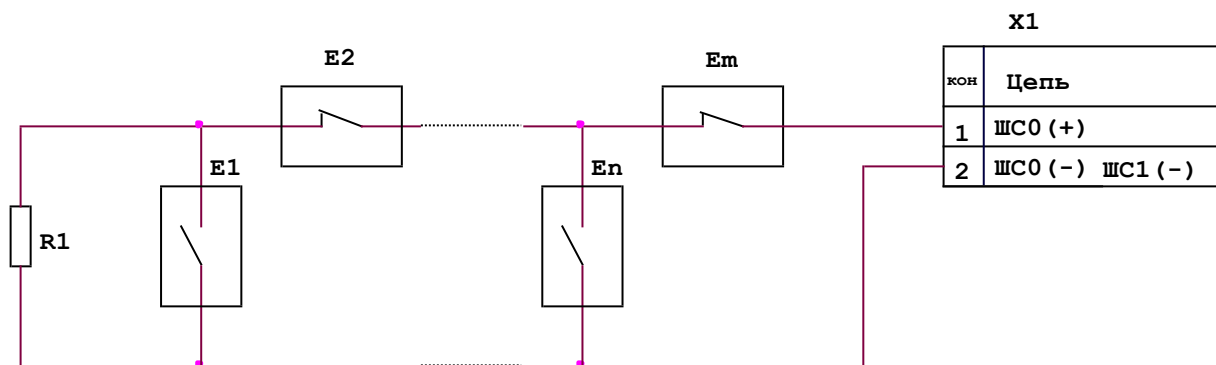 X1
E2
Em
кон Цепь
1 ШС0(+)
E1
En
2 ШС0(-) ШС1(-)
R1